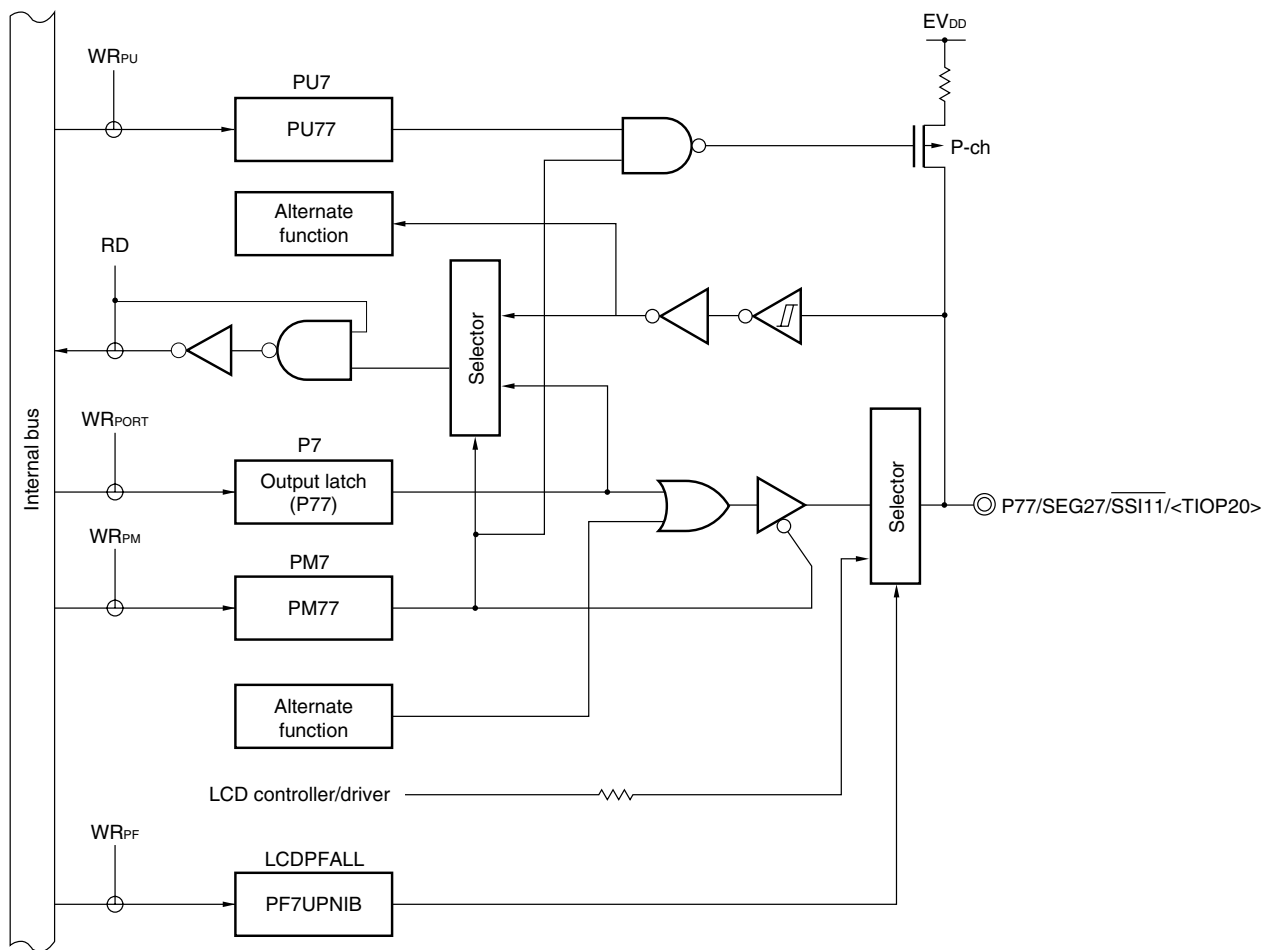 EVDD
WRPU
PU7
PU77
P-ch
Alternate
function
RD
Selector
Internal bus
WRPORT
P7
Output latch
(P77)
Selector
P77/SEG27/SSI11/<TIOP20>
WRPM
PM7
PM77
Alternate
function
LCD controller/driver
WRPF
LCDPFALL
PF7UPNIB